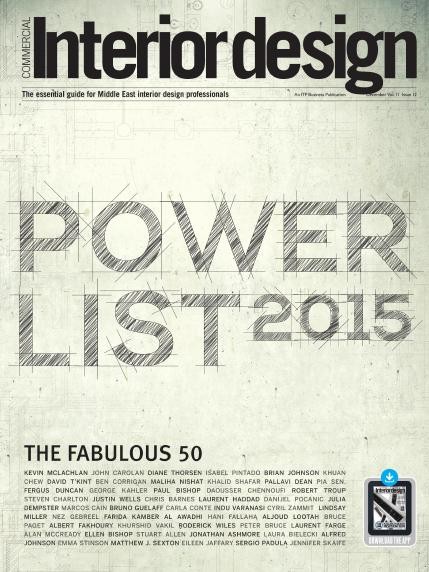 COMMERCIAL
Interiordesign
The essential guide for Middle East interior design professionals
An ITP Business Publication December Vol. 11 Issue 12
POWER
LIST 2015
THE FABULOUS 50
KEVIN MCLACHLAN JOHN CAROLAN DIANE THORSEN ISABEL PINTADO BRIAN JOHNSON KHUAN
CHEW DAVID T'KINT BEN CORRIGAN MALIHA NISHAT KHALID SHAFAR PALLAVI DEAN PIA SEN.
FERGUS DUNCAN GEORGE KAHLER PAUL BISHOP DAOUSSER CHENNOUFI ROBERT TROUP
STEVEN CHARLTON JUSTIN WELLS CHRIS BARNES LAURENT HADDAD DANIJEL POCANIC JULIA
DEMPSTER MARCOS CAIN BRUNO GUELAFF CARLA CONTE INDU VARANASI CYRIL ZAMMIT LINDSAY
MILLER NEZ GEBREEL FARIDA KAMBER AL AWADHI HANI FALLAHA ALJOUD LOOTAH BRUCE
PAGET ALBERT FAKHOURY KHURSHID VAKIL BODERICK WILES PETER BRUCE LAURENT FARGE
ALAN MCCREADY ELLEN BISHOP STUART ALLEN JONATHAN ASHMORE LAURA BIELECKI ALFRED
JOHNSON EMMA STINSON MATTHEW J. SEXTON EILEEN JAFFARY SERGIO PADULA JENNIFER SKAIFE
Interiordesign
DOWNLOAD THE APP